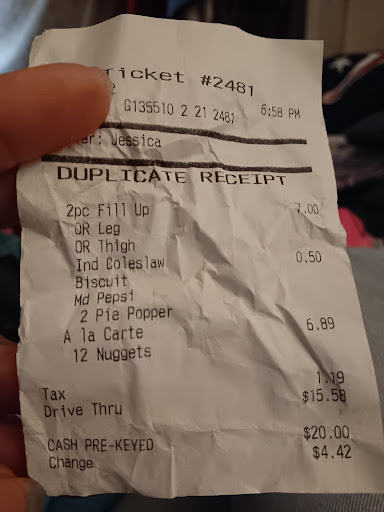 Ticket #2481
2
G135510 2 21 2481 6:58 PM
er: Jessica
DUPLICATE RECEIPT
2pc Fill Up 7.00
OR Leg
OR Thigh
Ind Coleslaw 0.50
Biscuit
Md Pepsi
2 Pie Popper
A la Carte 6.89
12 Nuggets
Tax 1.19
Drive Thru $15.58
CASH PRE-KEYED $20.00
Change $4.42